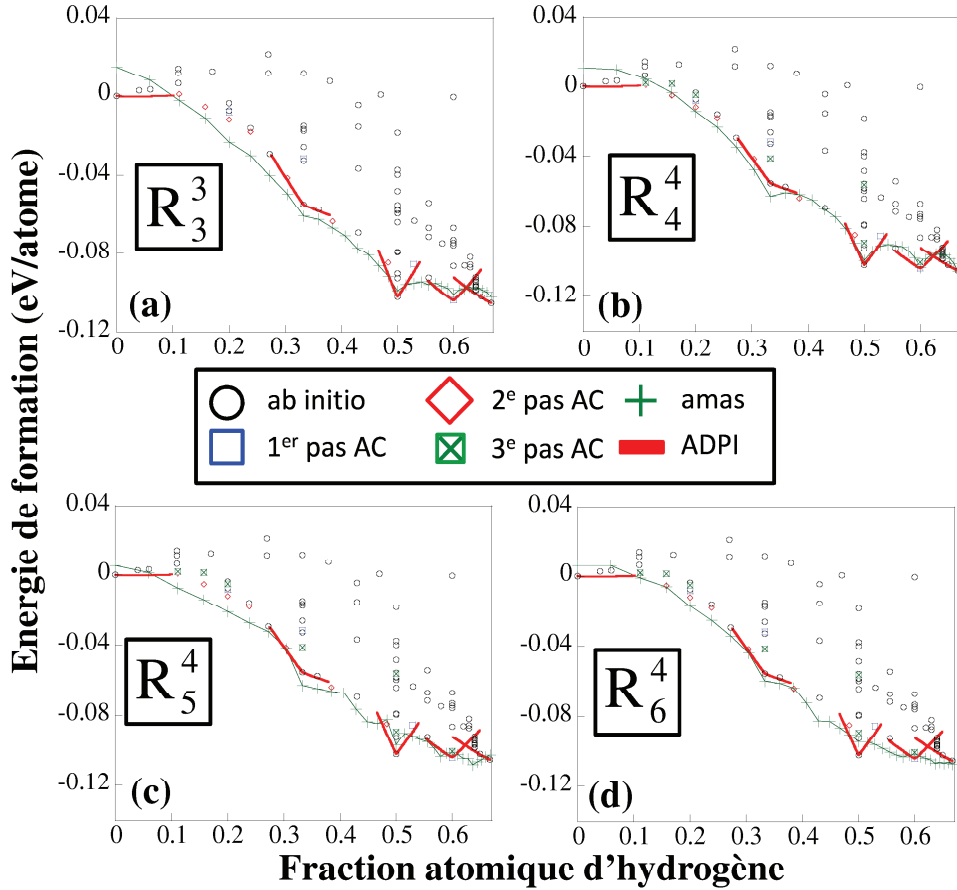 Energie de formation (eV/atome)
0.04
0
-0.04
-0.08
-0.12
R 3 3
(a)
0 0.1 0.2 0.3 0.4 0.5 0.6
0.04
0
-0.04
-0.08
-0.12
R 4 4
(b)
0 0.1 0.2 0.3 0.4 0.5 0.6
ab initio
2e pas AC
amas
1er pas AC
3e pas AC
ADPI
0.04
0
-0.04
-0.08
-0.12
R 4 5
(c)
0 0.1 0.2 0.3 0.4 0.5 0.6
0.04
0
-0.04
-0.08
-0.12
R 4 6
(d)
0 0.1 0.2 0.3 0.4 0.5 0.6
Fraction atomique d'hydrogène